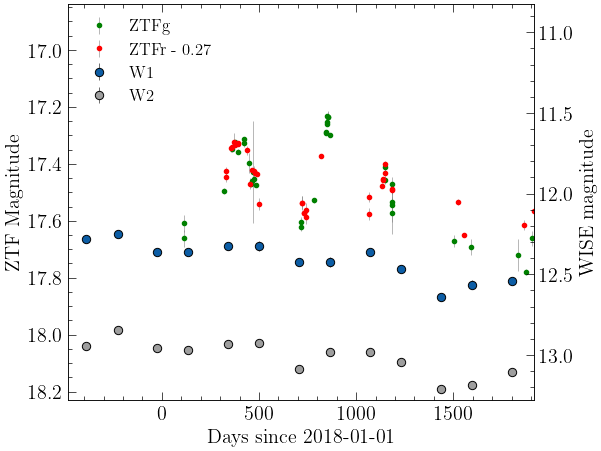 ZTFg
ZTFr - 0.27
W1
W2
17.0
17.2
17.4
17.6
17.8
18.0
18.2
ZTF Magnitude
11.0
11.5
12.0
12.5
13.0
WISE magnitude
0
500
1000
1500
Days since 2018-01-01